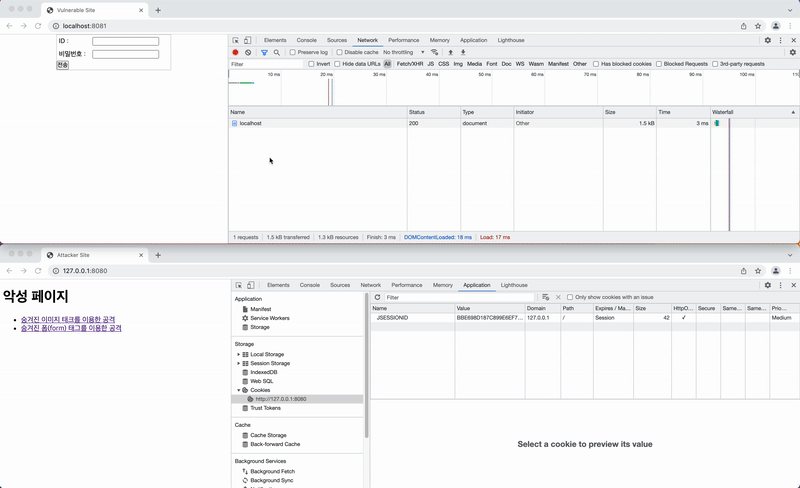 Vulnerable Site
localhost:8081
ID :
비밀번호 :
전송
Elements Console Sources Network Performance Memory Application Lighthouse
Preserve log Disable cache No throttling
Filter Invert Hide data URLs All Fetch/XHR JS CSS Img Media Font Doc WS Wasm Manifest Other Has blocked cookies Blocked Requests 3rd-party requests
10 ms 20 ms 30 ms 40 ms 50 ms 60 ms 70 ms 80 ms 90 ms 100 ms
Name Status Type Initiator Size Time Waterfall
localhost 200 document Other 1.5 kB 3 ms
1 requests 1.5 kB transferred 1.3 kB resources Finish: 3 ms DOMContentLoaded: 18 ms Load: 17 ms
Attacker Site
127.0.0.1:8080
악성 페이지
숨겨진 이미지 태크를 이용한 공격
숨겨진 폼(form) 태그를 이용한 공격
Elements Console Sources Network Performance Memory Application Lighthouse
Application
Manifest
Service Workers
Storage
Storage
Local Storage
Session Storage
IndexedDB
Web SQL
Cookies
http://127.0.0.1:8080
Trust Tokens
Cache
Cache Storage
Back-forward Cache
Background Services
Background Fetch
Background Sync
Filter Only show cookies with an issue
Name Value Domain Path Expires / Ma... Size HttpO... Secure Same... Same... Prio...
JSESSIONID BBE698D187C899E6EF7... 127.0.0.1 / Session 42 ✓ Medium
Select a cookie to preview its value